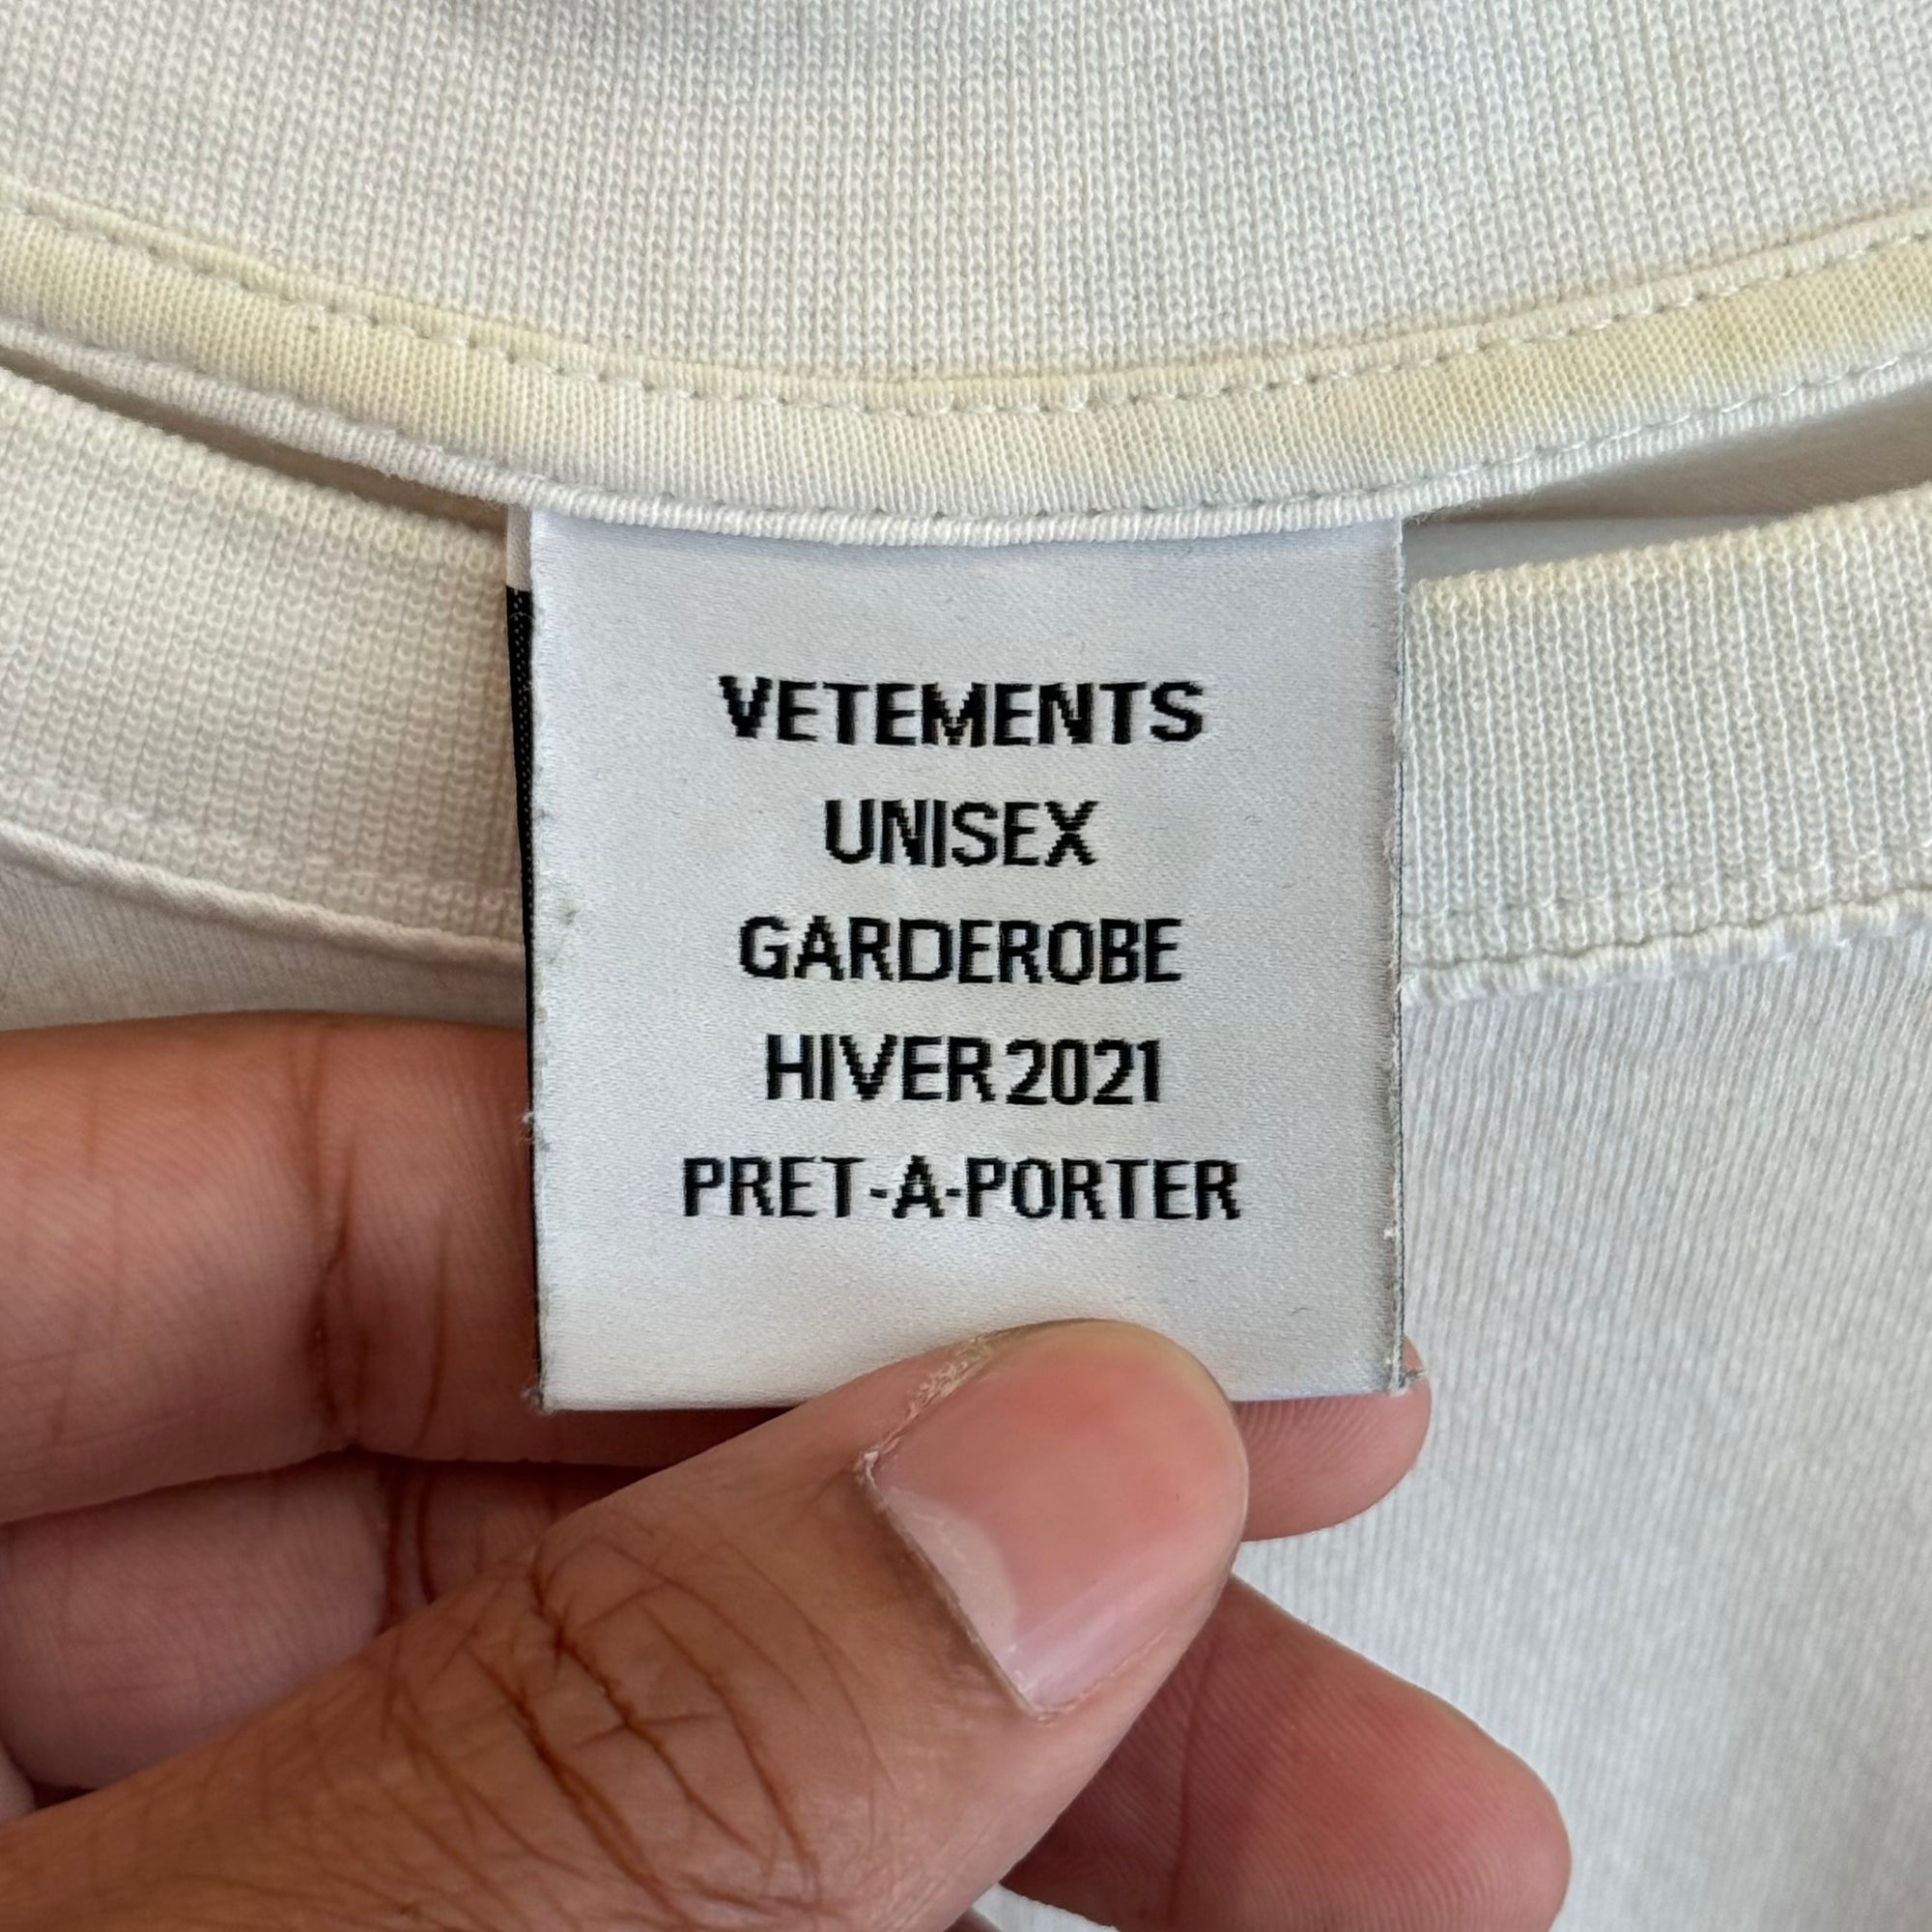 VETEMENTS
UNISEX
GARDEROBE
HIVER 2021
PRET-A-PORTER